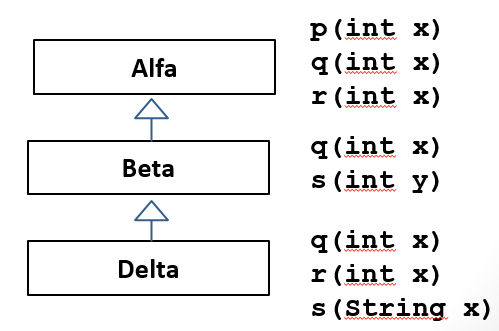 Alfa
p(int x)
q(int x)
r(int x)
Beta
q(int x)
s(int y)
Delta
q(int x)
r(int x)
s(String x)